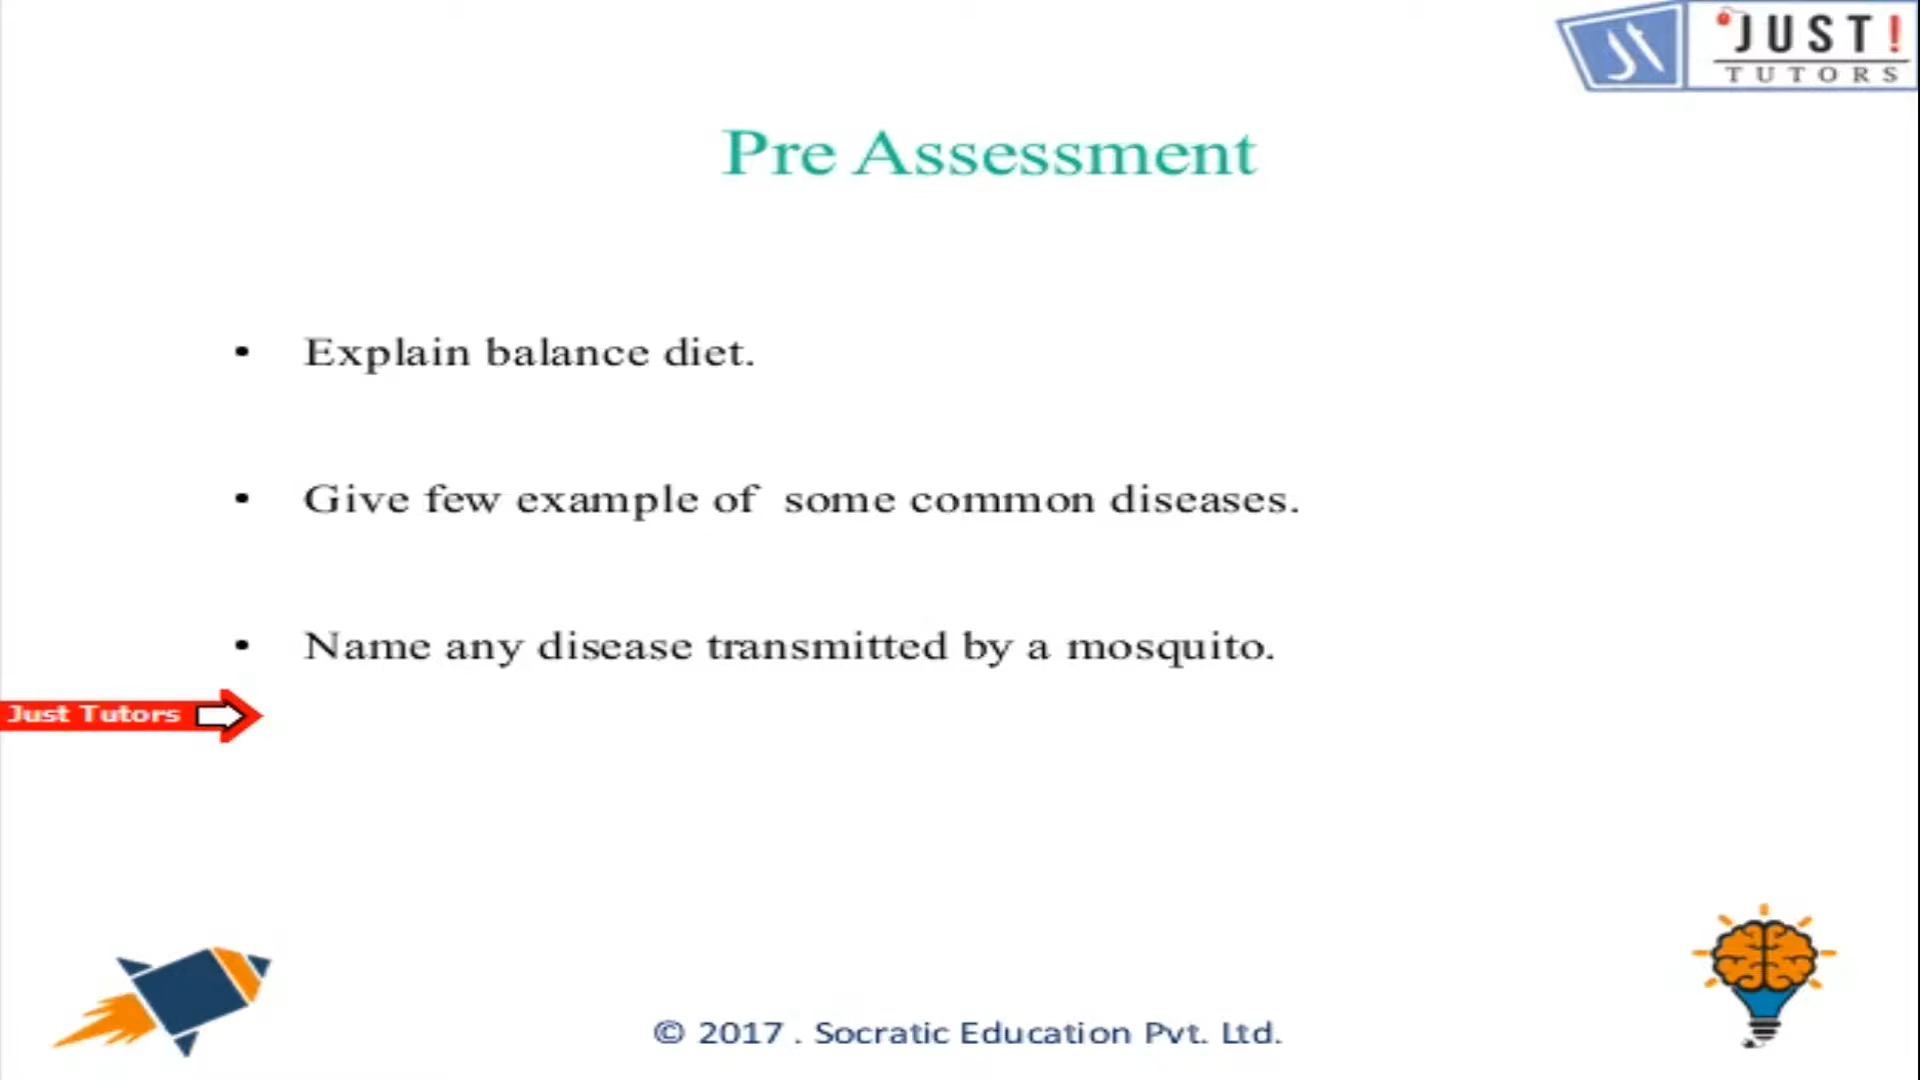 JUST!
TUTORS
Pre Assessment
• Explain balance diet.
• Give few example of some common diseases.
• Name any disease transmitted by a mosquito.
Just Tutors
© 2017 . Socratic Education Pvt. Ltd.